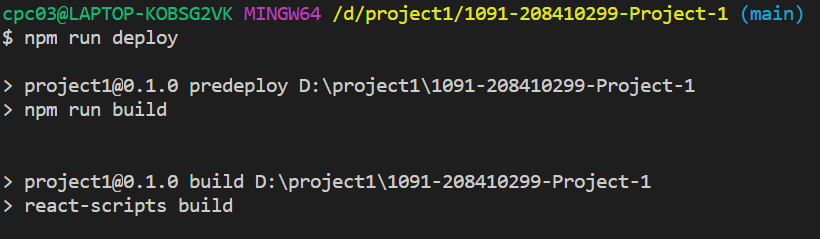 cpc03@LAPTOP-KOBSG2VK MINGW64 /d/project1/1091-208410299-Project-1 (main)
$ npm run deploy
> project1@0.1.0 predeploy D:\project1\1091-208410299-Project-1
> npm run build
> project1@0.1.0 build D:\project1\1091-208410299-Project-1
> react-scripts build